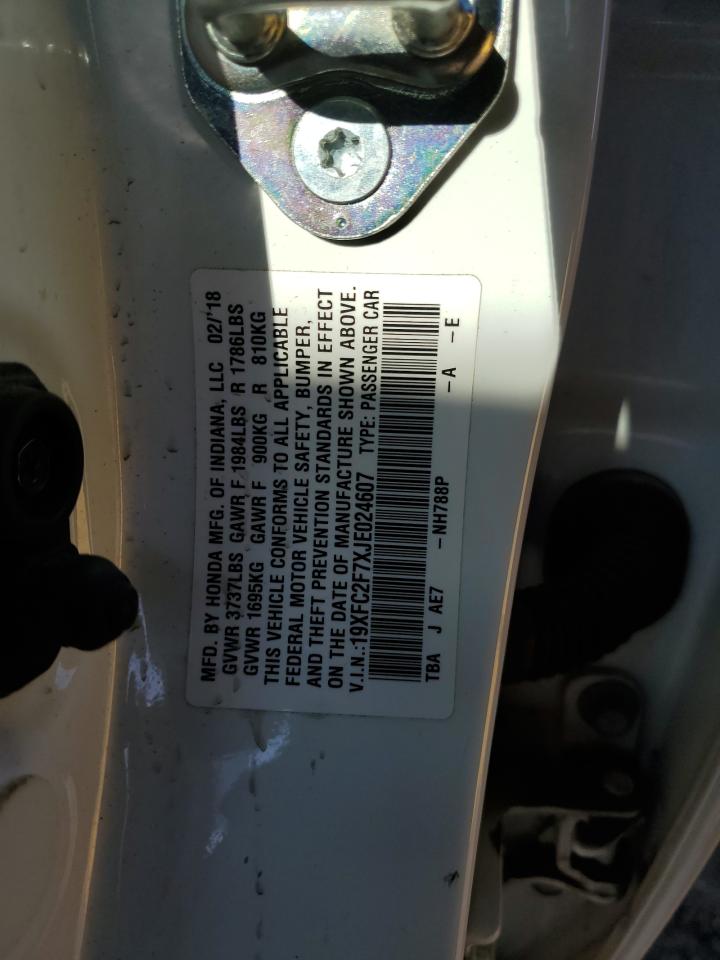 MFD. BY HONDA MFG. OF INDIANA, LLC 02/'18
GVWR 3737LBS GAWR F 1984LBS R 1786LBS
GVWR 1695KG GAWR F 900KG R 810KG
THIS VEHICLE CONFORMS TO ALL APPLICABLE
FEDERAL MOTOR VEHICLE SAFETY, BUMPER,
AND THEFT PREVENTION STANDARDS IN EFFECT
ON THE DATE OF MANUFACTURE SHOWN ABOVE.
V.I.N.:19XFC2F7XJE024607 TYPE: PASSENGER CAR
TBA J AE7 –NH788P –A –E